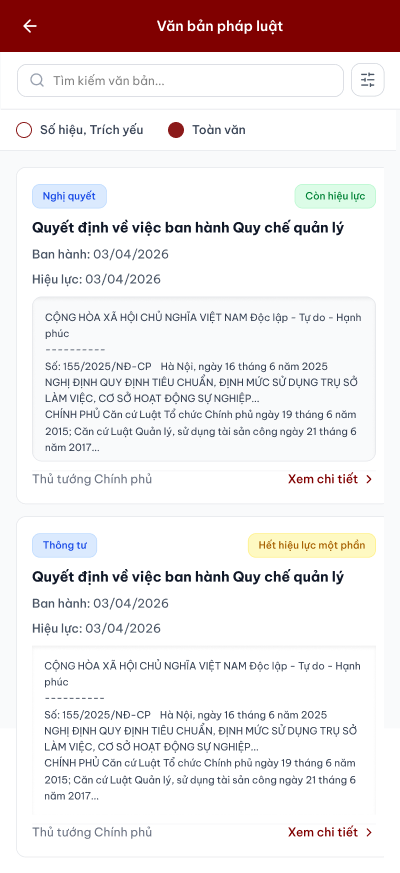 Văn bản pháp luật
Tìm kiếm văn bản...
Số hiệu, Trích yếu
Toàn văn
Nghị quyết
Còn hiệu lực
Quyết định về việc ban hành Quy chế quản lý
Ban hành: 03/04/2026
Hiệu lực: 03/04/2026
CỘNG HÒA XÃ HỘI CHỦ NGHĨA VIỆT NAM Độc lập - Tự do - Hạnh
phúc
----------
Số: 155/2025/NĐ-CP Hà Nội, ngày 16 tháng 6 năm 2025
NGHỊ ĐỊNH QUY ĐỊNH TIÊU CHUẨN, ĐỊNH MỨC SỬ DỤNG TRỤ SỞ
LÀM VIỆC, CƠ SỞ HOẠT ĐỘNG SỰ NGHIỆP...
CHÍNH PHỦ Căn cứ Luật Tổ chức Chính phủ ngày 19 tháng 6 năm
2015; Căn cứ Luật Quản lý, sử dụng tài sản công ngày 21 tháng 6
năm 2017...
Thủ tướng Chính phủ
Xem chi tiết
Thông tư
Hết hiệu lực một phần
Quyết định về việc ban hành Quy chế quản lý
Ban hành: 03/04/2026
Hiệu lực: 03/04/2026
CỘNG HÒA XÃ HỘI CHỦ NGHĨA VIỆT NAM Độc lập - Tự do - Hạnh
phúc
----------
Số: 155/2025/NĐ-CP Hà Nội, ngày 16 tháng 6 năm 2025
NGHỊ ĐỊNH QUY ĐỊNH TIÊU CHUẨN, ĐỊNH MỨC SỬ DỤNG TRỤ SỞ
LÀM VIỆC, CƠ SỞ HOẠT ĐỘNG SỰ NGHIỆP...
CHÍNH PHỦ Căn cứ Luật Tổ chức Chính phủ ngày 19 tháng 6 năm
2015; Căn cứ Luật Quản lý, sử dụng tài sản công ngày 21 tháng 6
năm 2017...
Thủ tướng Chính phủ
Xem chi tiết